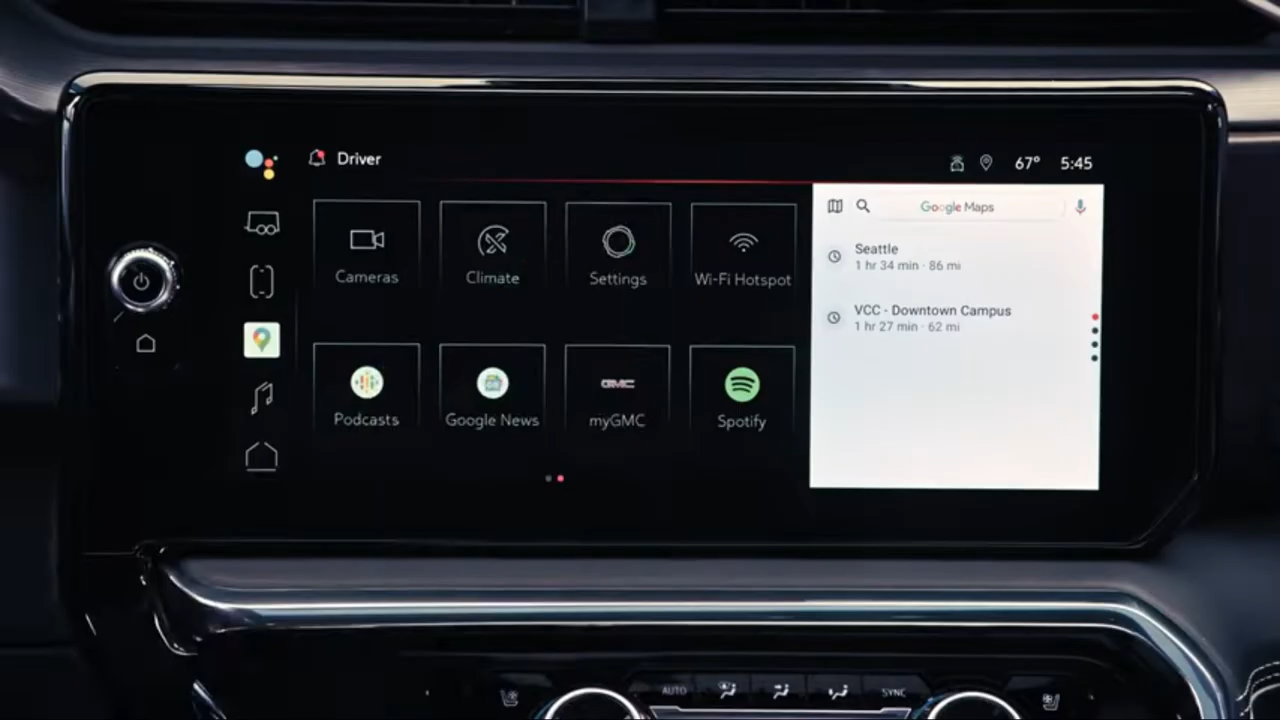 Driver
67° 5:45
Cameras
Climate
Settings
Wi-Fi Hotspot
Google Maps
Seattle
1 hr 34 min · 86 mi
VCC - Downtown Campus
1 hr 27 min · 62 mi
Podcasts
Google News
GMC
myGMC
Spotify
AUTO
SYNC